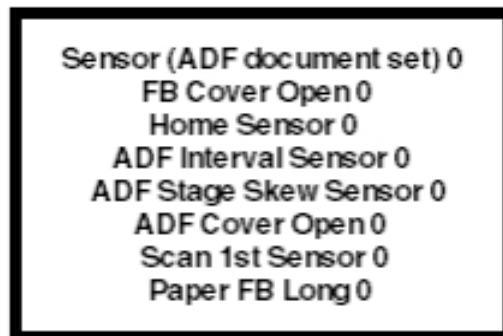 Sensor (ADF document set) 0
FB Cover Open 0
Home Sensor 0
ADF Interval Sensor 0
ADF Stage Skew Sensor 0
ADF Cover Open 0
Scan 1st Sensor 0
Paper FB Long 0